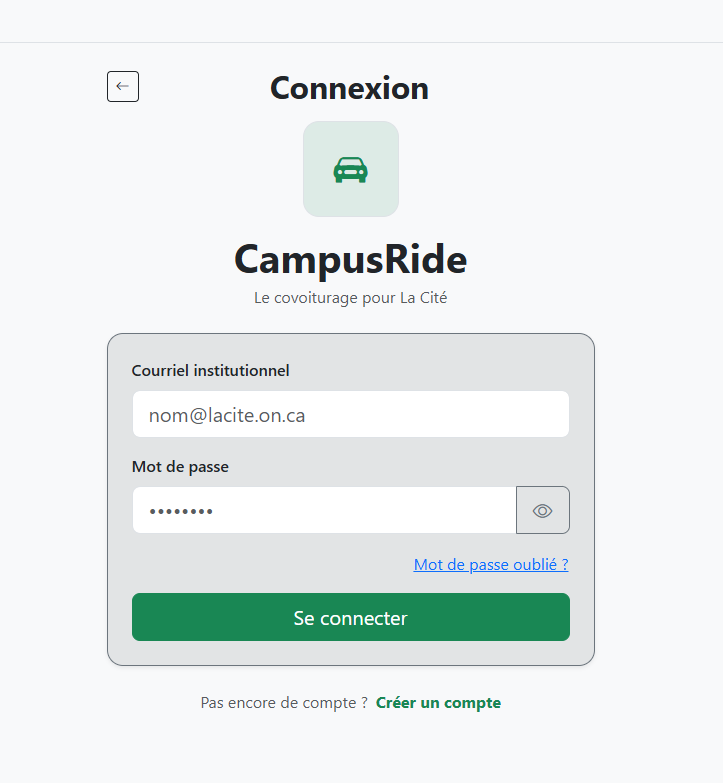 Connexion
CampusRide
Le covoiturage pour La Cité
Courriel institutionnel
nom@lacite.on.ca
Mot de passe
••••••••
Mot de passe oublié ?
Se connecter
Pas encore de compte ? Créer un compte